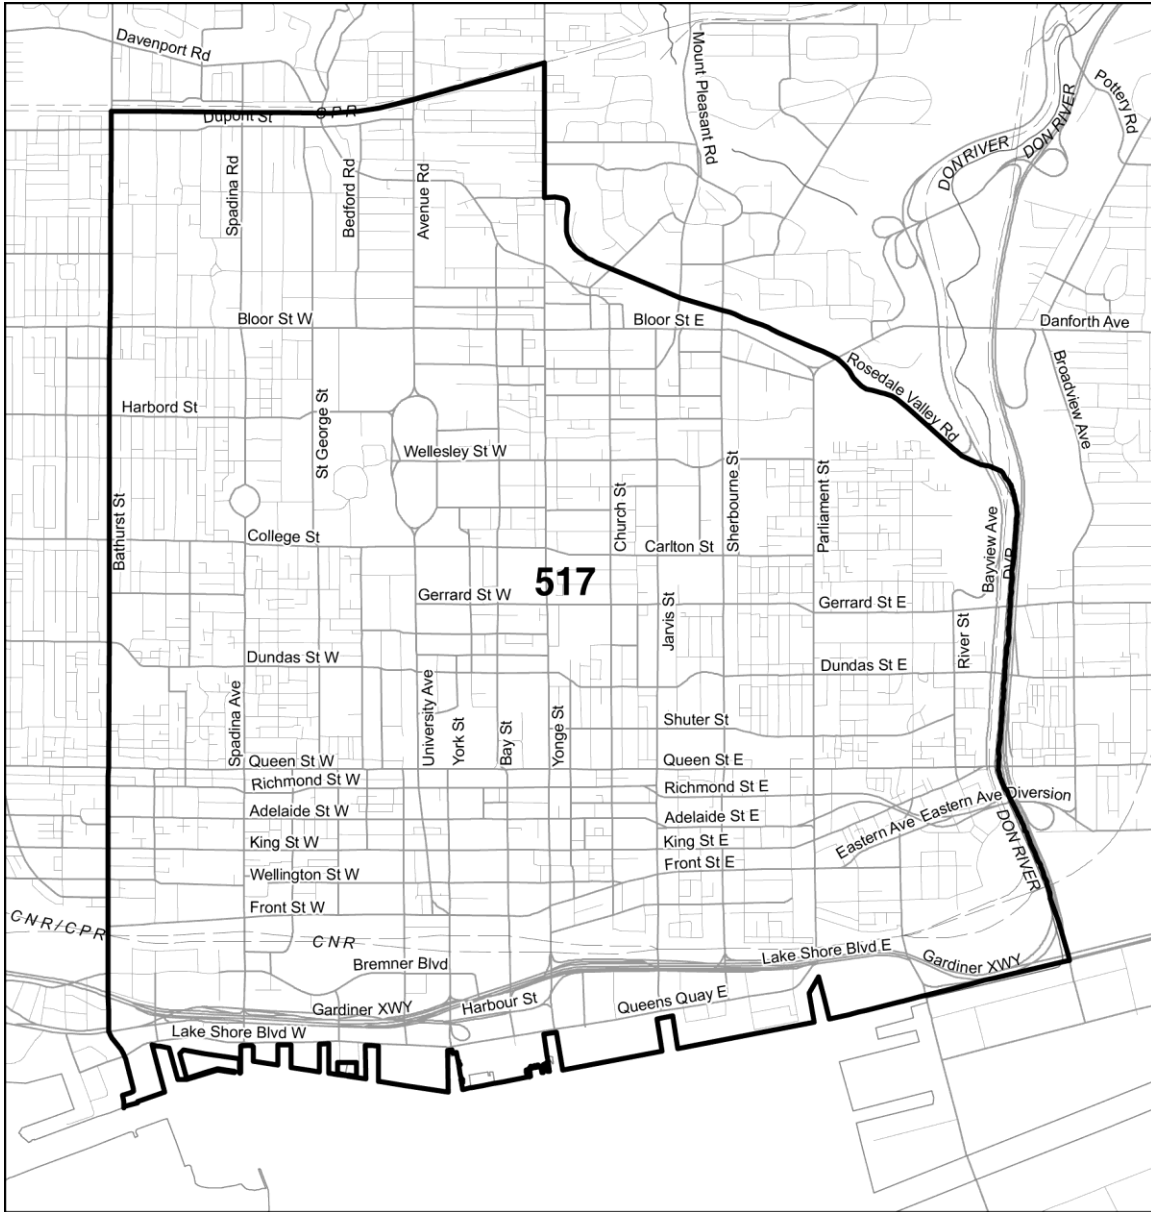 Davenport Rd
Mount Pleasant Rd
Pottery Rd
CPR
Dupont St
DON RIVER
DON RIVER
Spadina Rd
Bedford Rd
Avenue Rd
Bloor St W
Bloor St E
Danforth Ave
Rosedale Valley Rd
Broadview Ave
Harbord St
St George St
Wellesley St W
Bathurst St
Church St
Sherbourne St
Parliament St
College St
Carlton St
Bayview Ave
DVP
517
Gerrard St W
Jarvis St
Gerrard St E
River St
Dundas St W
Dundas St E
Spadina Ave
University Ave
York St
Bay St
Yonge St
Shuter St
Queen St W
Queen St E
Richmond St W
Richmond St E
Adelaide St W
Adelaide St E
Eastern Ave
Eastern Ave Diversion
King St W
King St E
DON RIVER
Wellington St W
Front St E
Front St W
CNR/CPR
CNR
Bremner Blvd
Lake Shore Blvd E
Gardiner XWY
Gardiner XWY
Harbour St
Queens Quay E
Lake Shore Blvd W